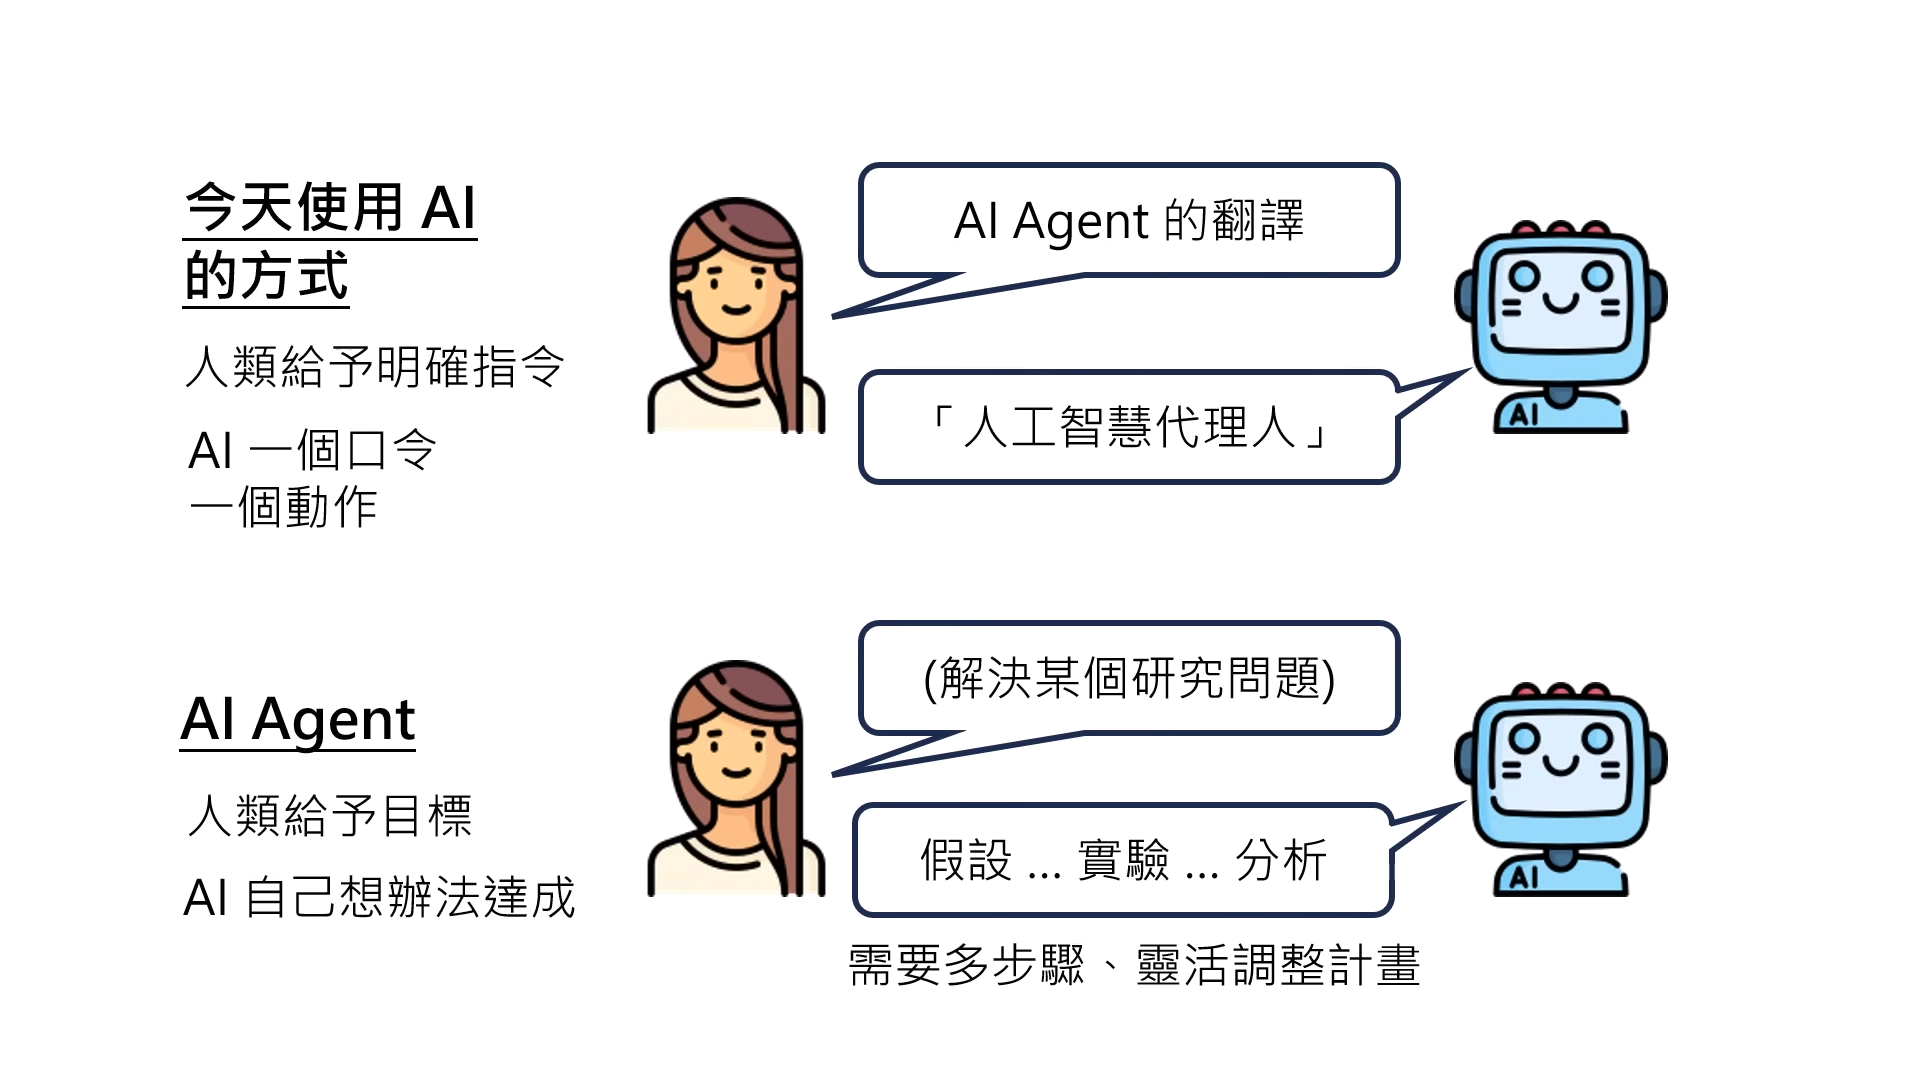 今天使用 AI
的方式
人類給予明確指令
AI 一個口令
一個動作
AI Agent 的翻譯
「人工智慧代理人」
AI
AI Agent
人類給予目標
AI 自己想辦法達成
(解決某個研究問題)
假設 ... 實驗 ... 分析
需要多步驟、靈活調整計畫
AI